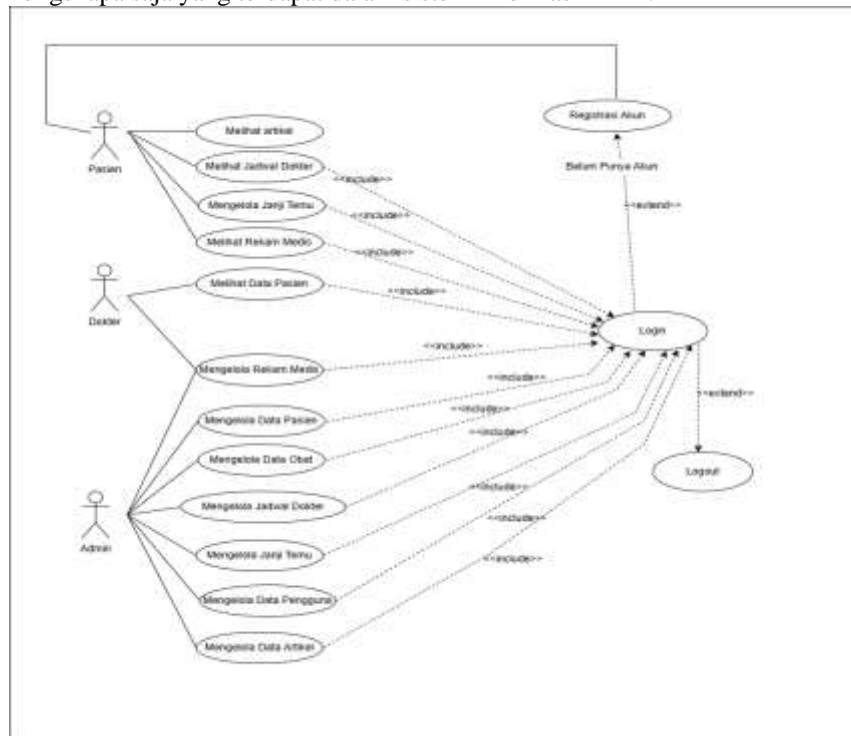 Registrasi Akun
Melihat artikel
Pasien
Melihat Jadwal Dokter
Belum Punya Akun
<<include>>
Mengelola Janji Temu
<<extend>>
<<include>>
Melihat Rekam Medis
<<include>>
Melihat Data Pasien
<<include>>
Dokter
Login
<<include>>
Mengelola Rekam Medis
<<include>>
<<extend>>
Mengelola Data Pasien
<<include>>
<<include>>
Mengelola Data Obat
Logout
<<include>>
Mengelola Jadwal Dokter
<<include>>
Admin
Mengelola Janji Temu
<<include>>
Mengelola Data Pengguna
Mengelola Data Artikel